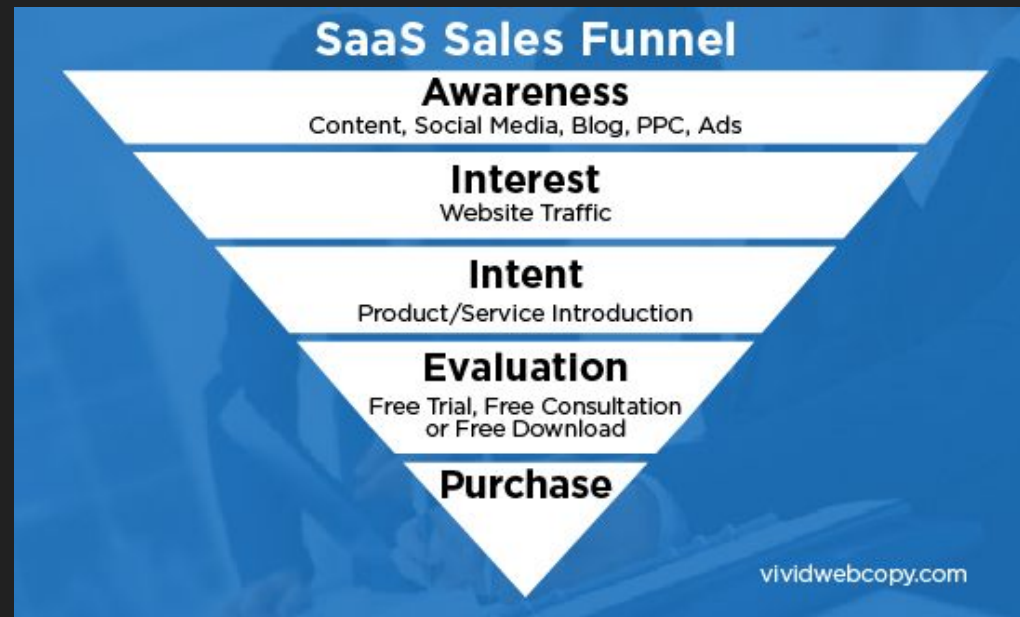 SaaS Sales Funnel
Awareness
Content, Social Media, Blog, PPC, Ads
Interest
Website Traffic
Intent
Product/Service Introduction
Evaluation
Free Trial, Free Consultation
or Free Download
Purchase
vividwebcopy.com